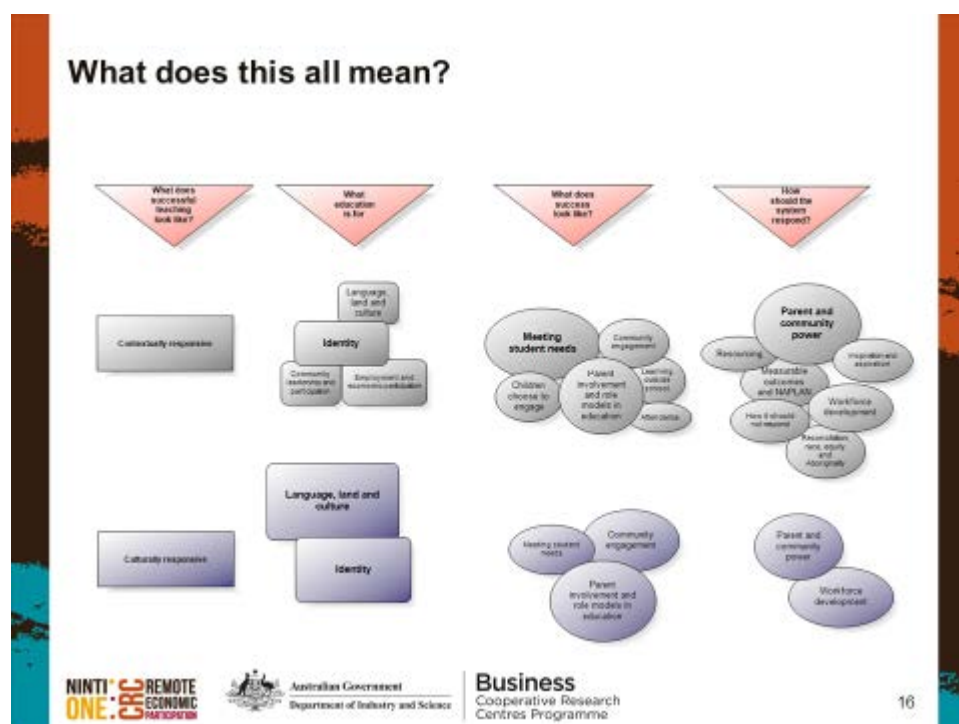 What does this all mean?
What does
successful
teaching
look like?
What
education
is for
What does
success
look like?
How
should the
system
respond?
Contextually responsive
Language,
land and
culture
Identity
Community
leadership and
participation
Employment and
economic participation
Meeting
student needs
Community
engagement
Learning
outside
school
Children
choose to
engage
Parent
involvement
and role
models in
education
Attendance
Parent and
community
power
Resourcing
Inspiration and
aspiration
Measurable
outcomes
and NAPLAN
Workforce
development
How it should
not respond
Reconciliation,
race, equity
and
Aboriginality
Culturally responsive
Language, land and
culture
Identity
Meeting student
needs
Community
engagement
Parent
involvement and
role models in
education
Parent and
community
power
Workforce
development
NINTI
ONE
CRC
REMOTE
ECONOMIC
PARTICIPATION
Australian Government
Department of Industry and Science
Business
Cooperative Research
Centres Programme
16